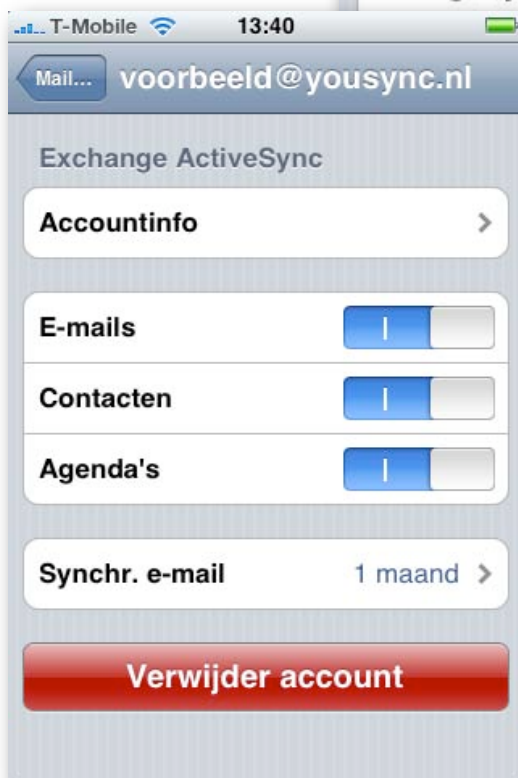 T-Mobile 13:40
Mail... voorbeeld@yousync.nl
Exchange ActiveSync
Accountinfo
E-mails
Contacten
Agenda's
Synchr. e-mail 1 maand
Verwijder account